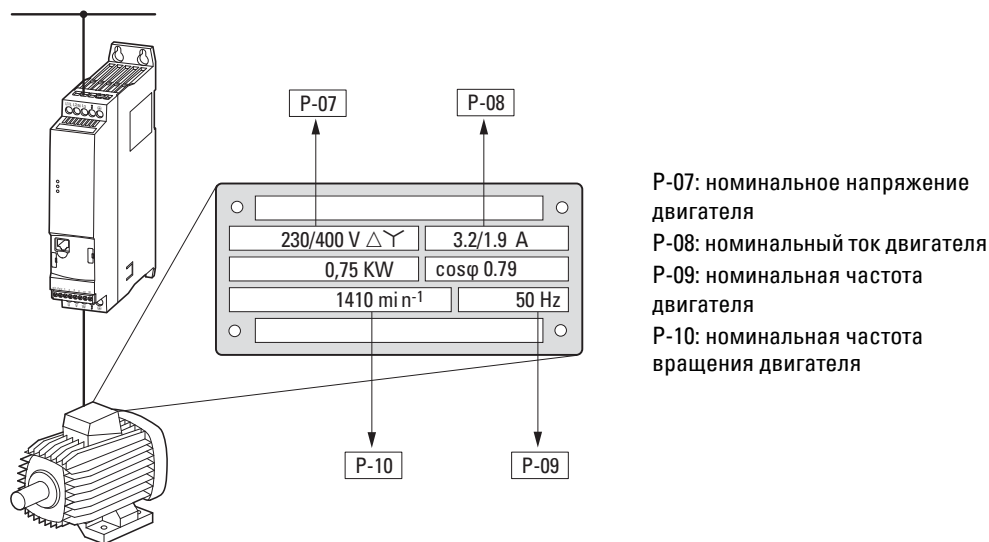 P-07
P-08
230/400 V △ Y
3.2/1.9 A
0,75 KW
cosφ 0.79
1410 min-1
50 Hz
P-10
P-09
P-07: номинальное напряжение
двигателя
P-08: номинальный ток двигателя
P-09: номинальная частота
двигателя
P-10: номинальная частота
вращения двигателя